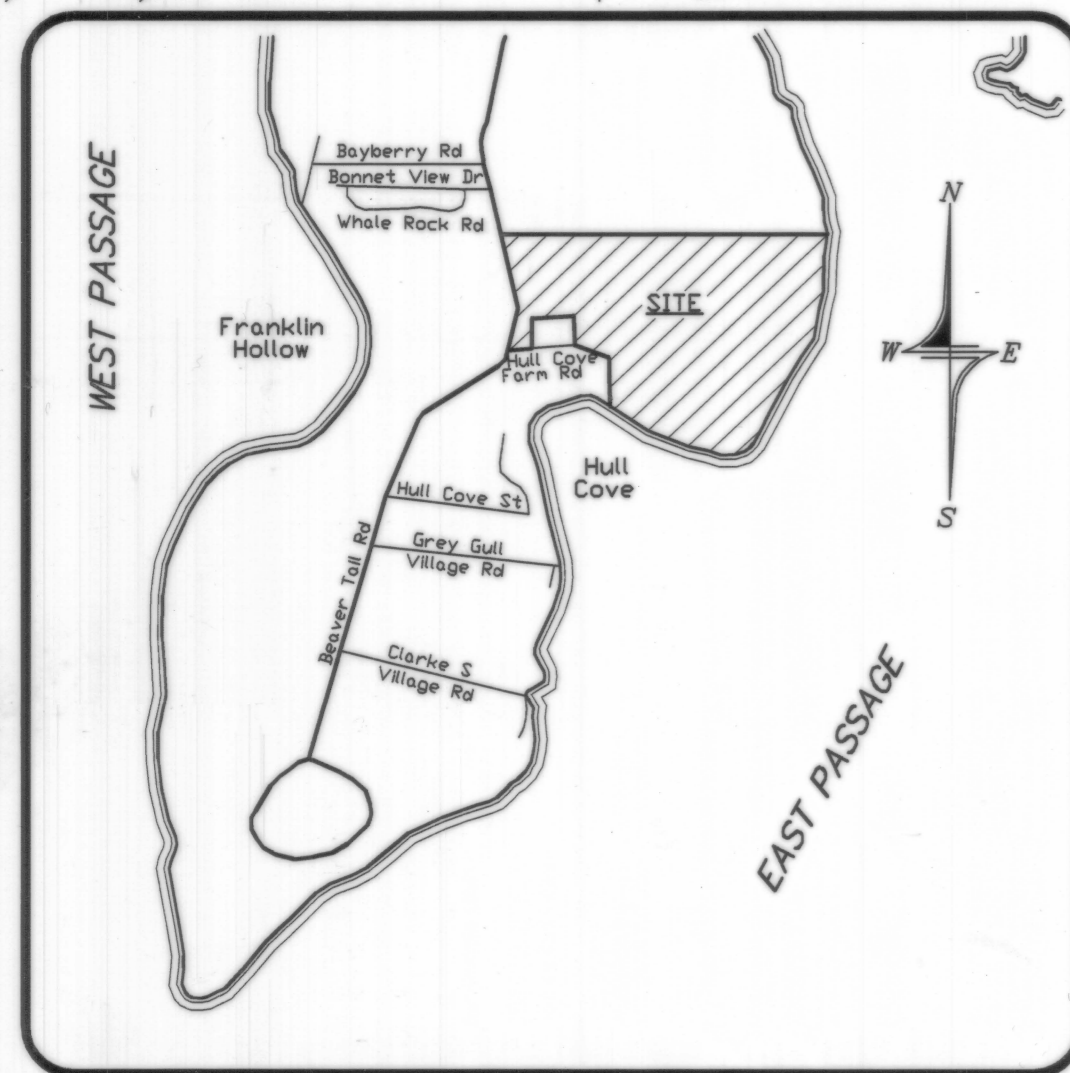 WEST PASSAGE
Bayberry Rd
Bonnet View Dr
Whale Rock Rd
Franklin
Hollow
SITE
Hull Cove
Farm Rd
N
W
E
S
Hull
Cove
Hull Cove St
Grey Gull
Village Rd
Beaver Tail Rd
Clarke S
Village Rd
EAST PASSAGE